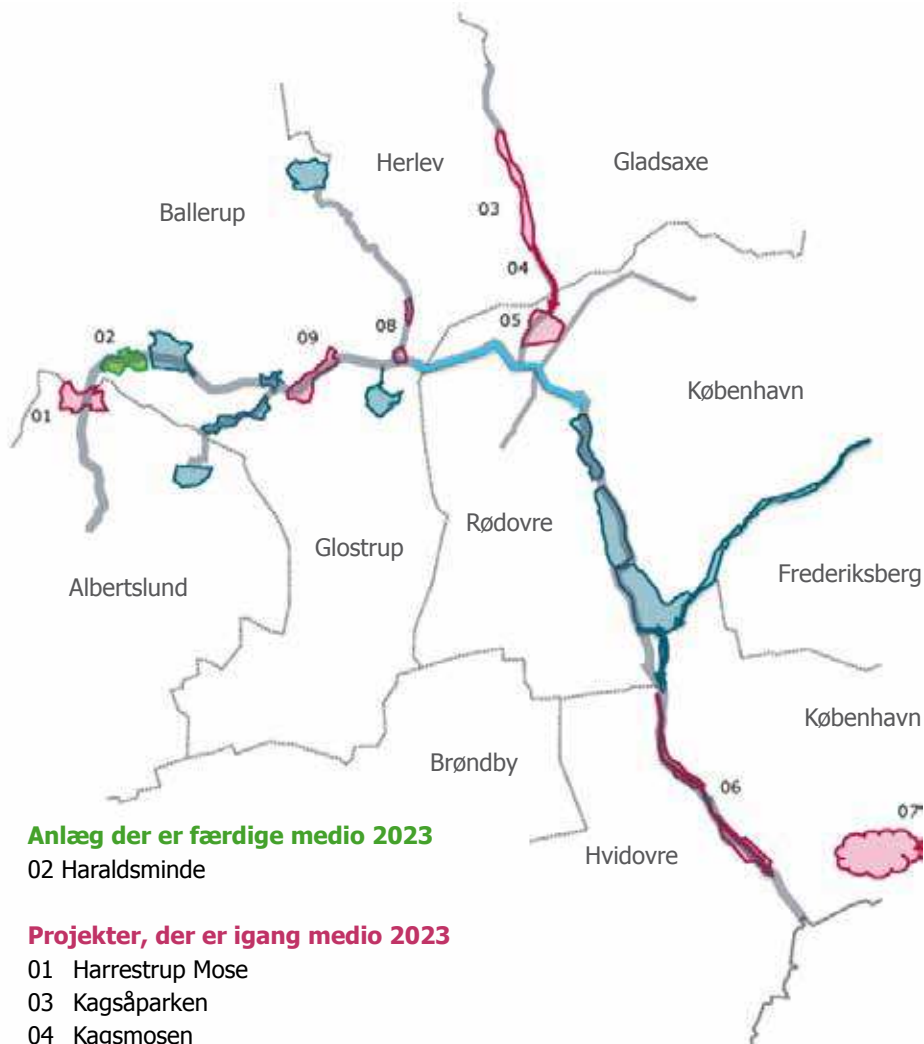 Herlev
Gladsaxe
Ballerup
03
04
02
05
08
09
København
01
Rødovre
Glostrup
Frederiksberg
Albertslund
København
Brøndby
06
07
Hvidovre
Anlæg der er færdige medio 2023
02 Haraldsminde
Projekter, der er igang medio 2023
01 Harrestrup Mose
03 Kagsåparken
04 Kagsmosen